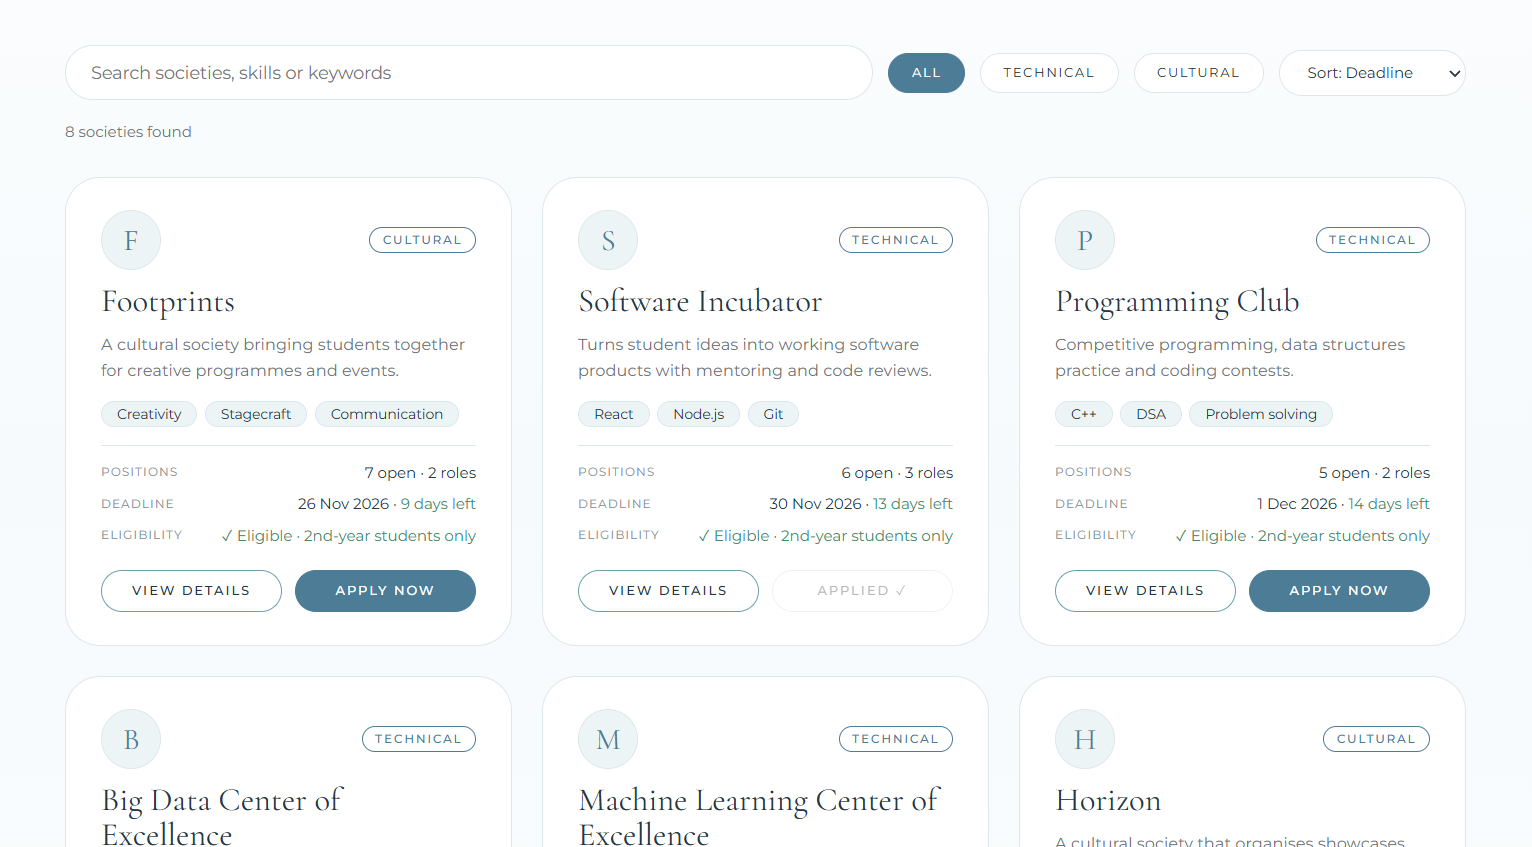 Search societies, skills or keywords
ALL
TECHNICAL
CULTURAL
Sort: Deadline
8 societies found
F
CULTURAL
Footprints
A cultural society bringing students together
for creative programmes and events.
Creativity
Stagecraft
Communication
POSITIONS
7 open · 2 roles
DEADLINE
26 Nov 2026 · 9 days left
ELIGIBILITY
✓ Eligible · 2nd-year students only
VIEW DETAILS
APPLY NOW
S
TECHNICAL
Software Incubator
Turns student ideas into working software
products with mentoring and code reviews.
React
Node.js
Git
POSITIONS
6 open · 3 roles
DEADLINE
30 Nov 2026 · 13 days left
ELIGIBILITY
✓ Eligible · 2nd-year students only
VIEW DETAILS
APPLIED ✓
P
TECHNICAL
Programming Club
Competitive programming, data structures
practice and coding contests.
C++
DSA
Problem solving
POSITIONS
5 open · 2 roles
DEADLINE
1 Dec 2026 · 14 days left
ELIGIBILITY
✓ Eligible · 2nd-year students only
VIEW DETAILS
APPLY NOW
B
TECHNICAL
Big Data Center of
Excellence
M
TECHNICAL
Machine Learning Center of
Excellence
H
CULTURAL
Horizon
A cultural society that organises showcases